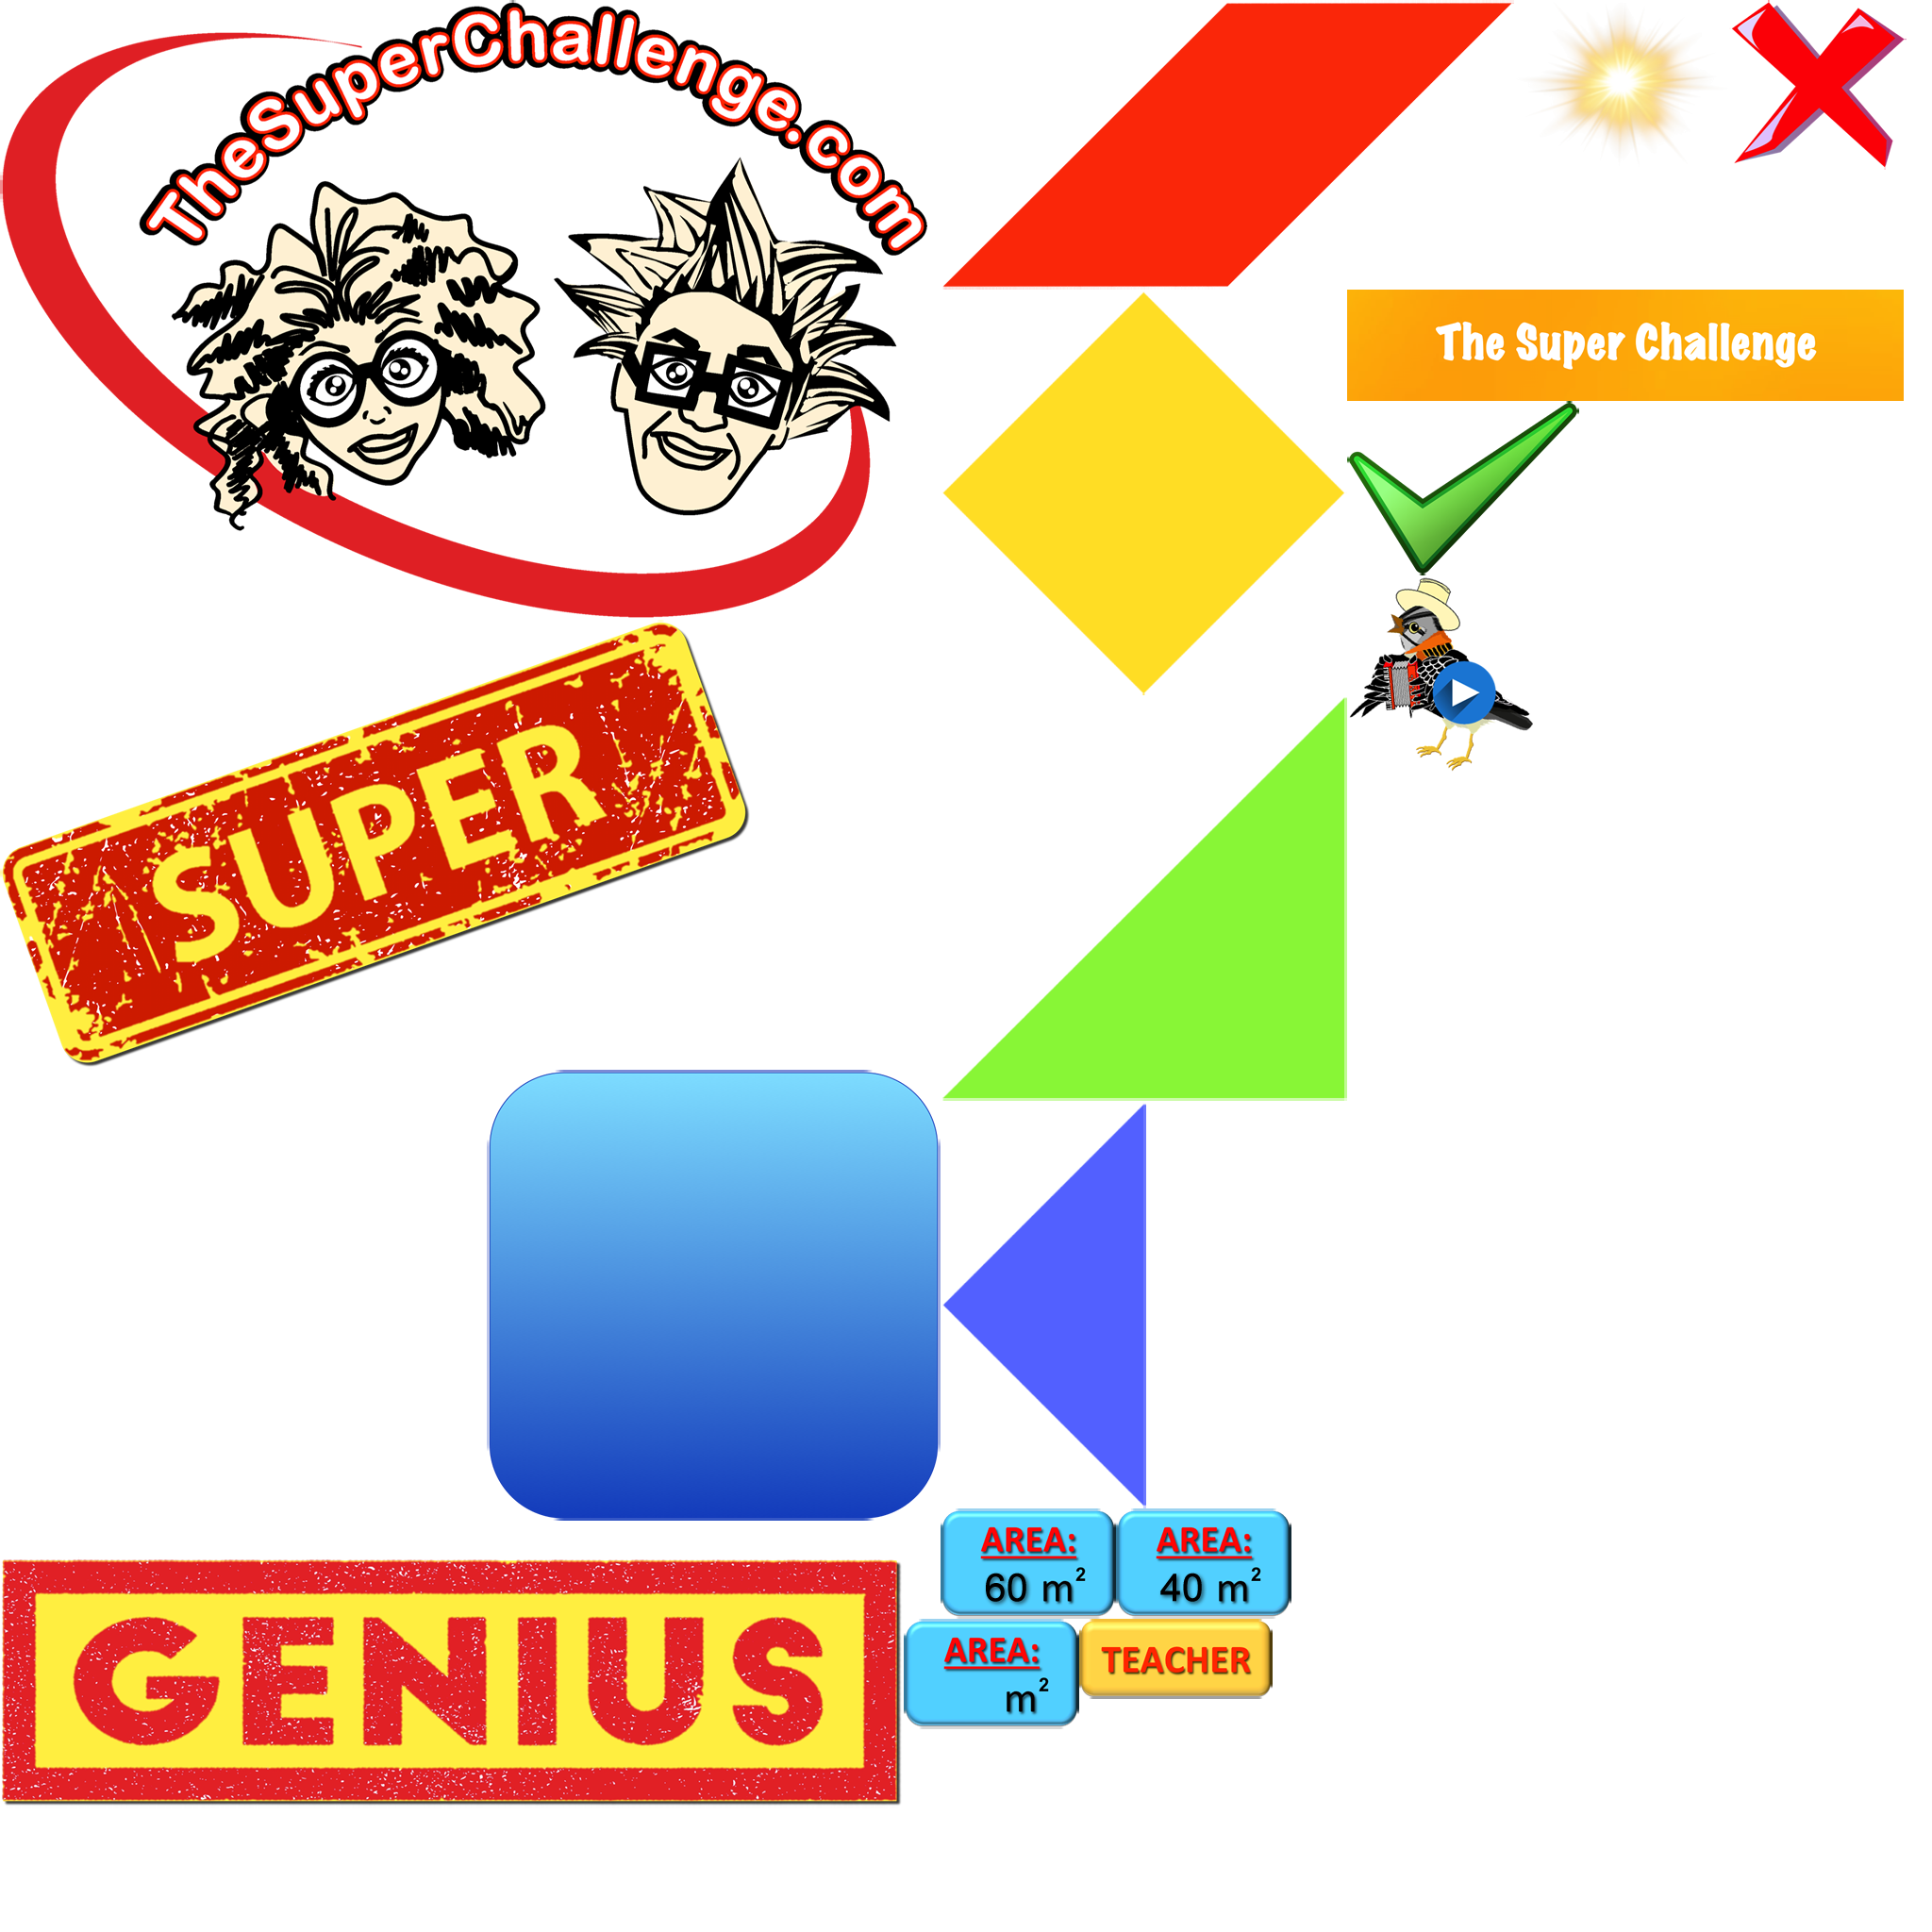 TheSuperChallenge.com
The Super Challenge
SUPER
AREA:
60 m²
AREA:
40 m²
AREA:
m²
TEACHER
GENIUS